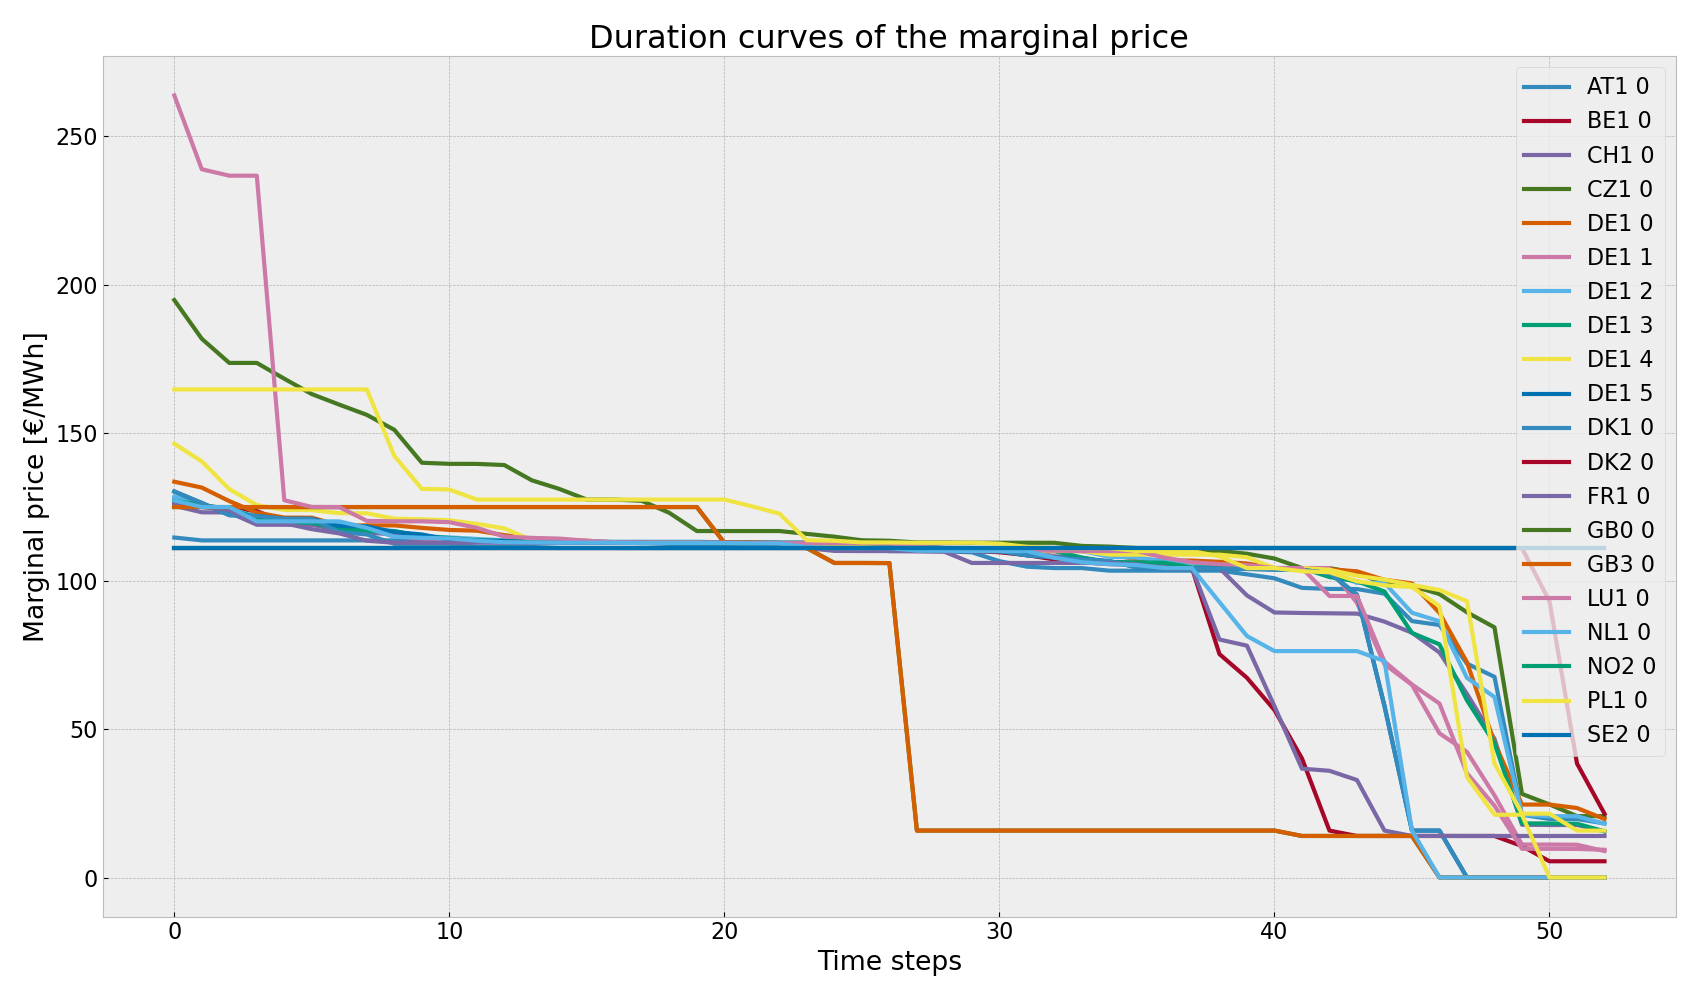 Duration curves of the marginal price
Marginal price [€/MWh]
250
200
150
100
50
0
0 10 20 30 40 50
Time steps
AT1 0
BE1 0
CH1 0
CZ1 0
DE1 0
DE1 1
DE1 2
DE1 3
DE1 4
DE1 5
DK1 0
DK2 0
FR1 0
GB0 0
GB3 0
LU1 0
NL1 0
NO2 0
PL1 0
SE2 0